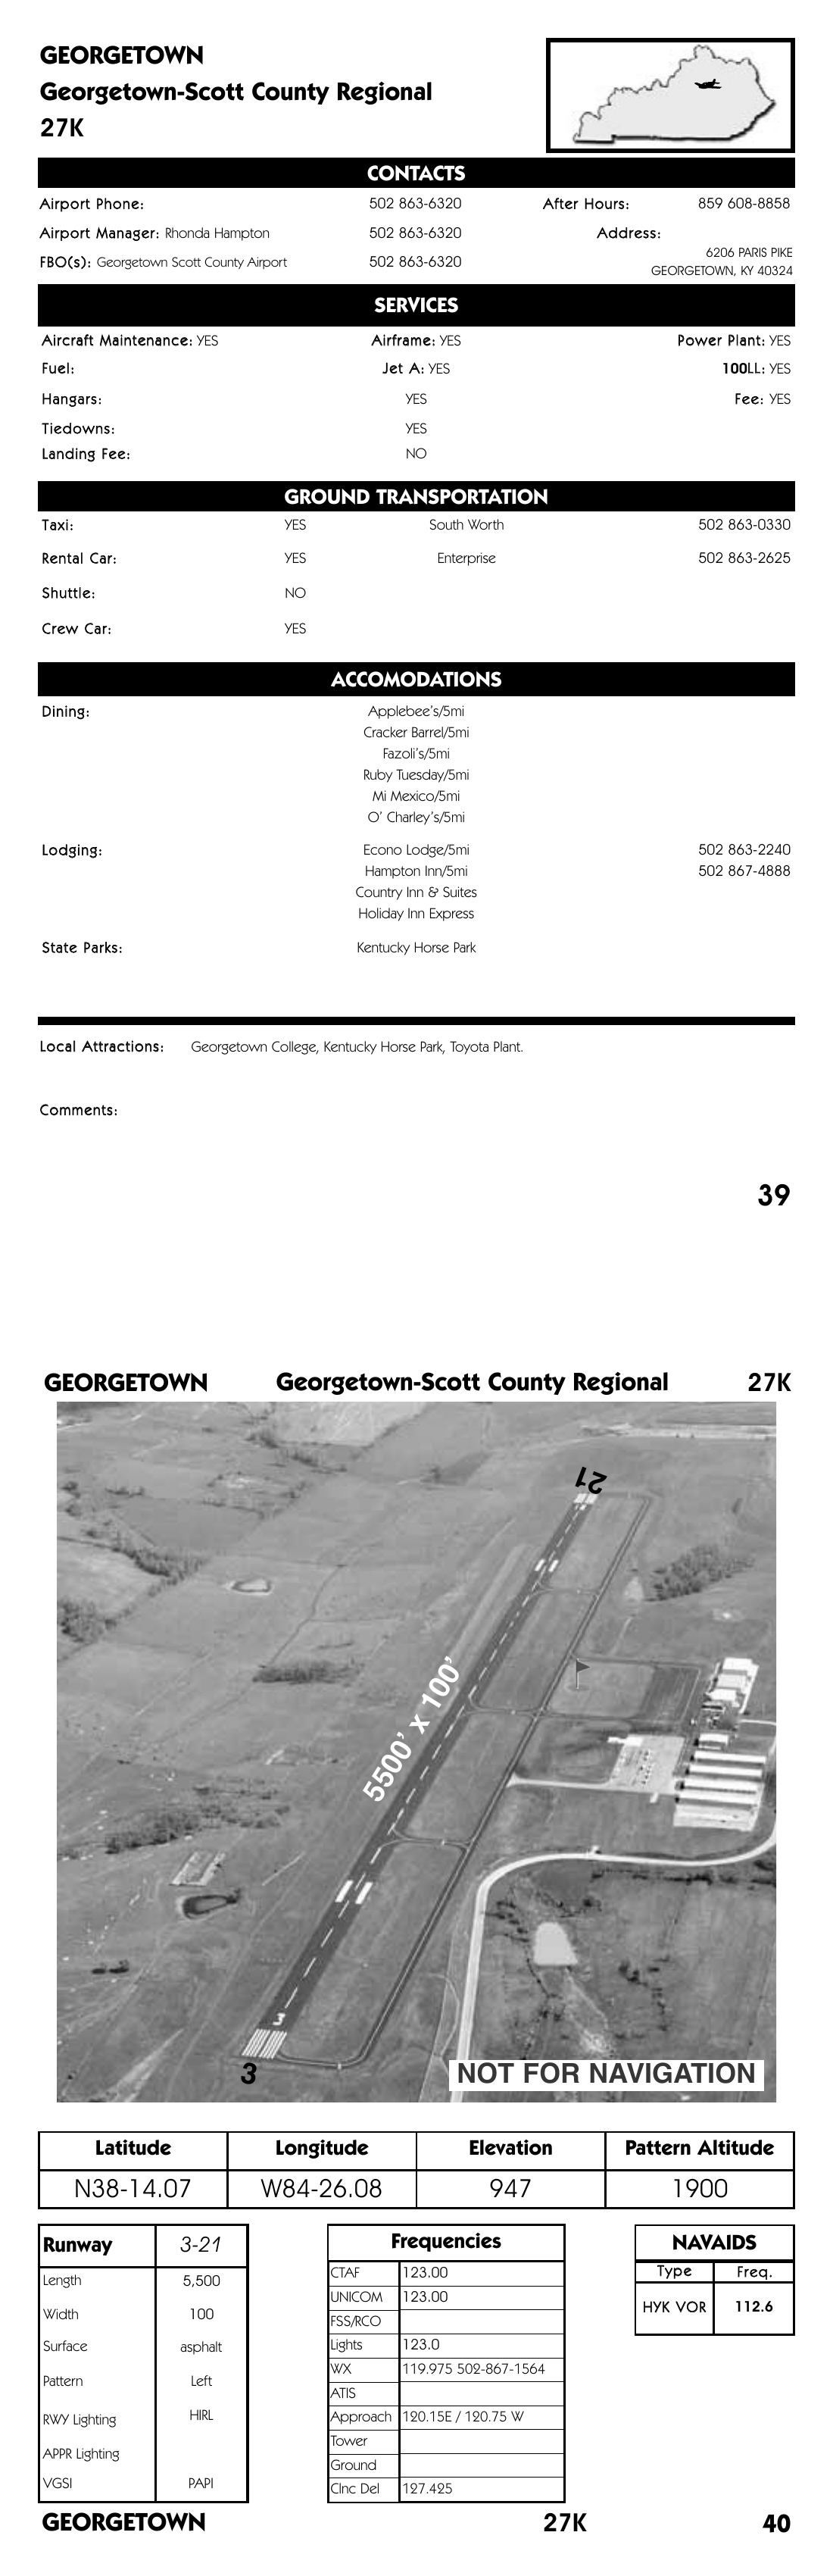 GEORGETOWN
Georgetown-Scott County Regional
27K
CONTACTS
Airport Phone: 502 863-6320 After Hours: 859 608-8858
Airport Manager: Rhonda Hampton 502 863-6320 Address:
6206 PARIS PIKE
FBO(s): Georgetown Scott County Airport 502 863-6320
GEORGETOWN, KY 40324
SERVICES
Aircraft Maintenance: YES Airframe: YES Power Plant: YES
Fuel: Jet A: YES 100LL: YES
Hangars: YES Fee: YES
Tiedowns: YES
Landing Fee: NO
GROUND TRANSPORTATION
Taxi: YES South Worth 502 863-0330
Rental Car: YES Enterprise 502 863-2625
Shuttle: NO
Crew Car: YES
ACCOMODATIONS
Dining: Applebee's/5mi
Cracker Barrel/5mi
Fazoli's/5mi
Ruby Tuesday/5mi
Mi Mexico/5mi
O' Charley's/5mi
Lodging: Econo Lodge/5mi 502 863-2240
Hampton Inn/5mi 502 867-4888
Country Inn & Suites
Holiday Inn Express
State Parks: Kentucky Horse Park
Local Attractions: Georgetown College, Kentucky Horse Park, Toyota Plant.
Comments:
39
GEORGETOWN Georgetown-Scott County Regional 27K
21
5500' x 100'
3
3
NOT FOR NAVIGATION
Latitude Longitude Elevation Pattern Altitude
N38-14.07 W84-26.08 947 1900
Runway 3-21
Length 5,500
Width 100
Surface asphalt
Pattern Left
RWY Lighting HIRL
APPR Lighting
VGSI PAPI
Frequencies
CTAF 123.00
UNICOM 123.00
FSS/RCO
Lights 123.0
WX 119.975 502-867-1564
ATIS
Approach 120.15E / 120.75 W
Tower
Ground
Clnc Del 127.425
NAVAIDS
Type Freq.
HYK VOR 112.6
GEORGETOWN 27K 40